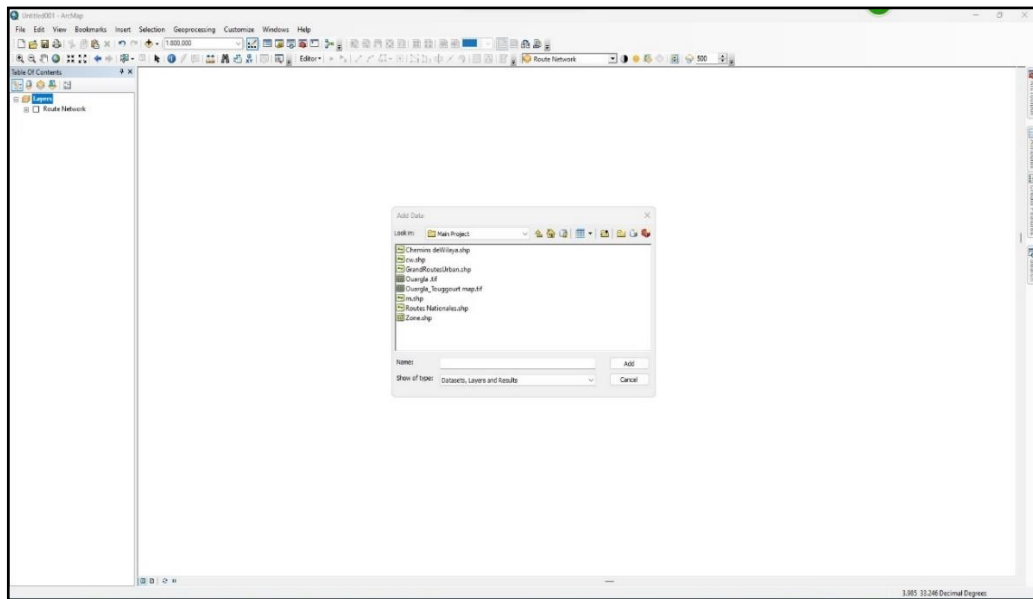 Untitled001 - ArcMap
File Edit View Bookmarks Insert Selection Geoprocessing Customize Windows Help
1:800,000
Editor
Route Network
500
Table Of Contents
Layers
Route Network
Add Data
Look in: Main Project
Chemins deWilaya.shp
cw.shp
GrandRoutesUrban.shp
Ouergla .tif
Ouergla_Touggourt map.tif
rn.shp
Routes Nationales.shp
Zone.shp
Name: Add
Show of type: Datasets, Layers and Results Cancel
3.985 33.246 Decimal Degrees